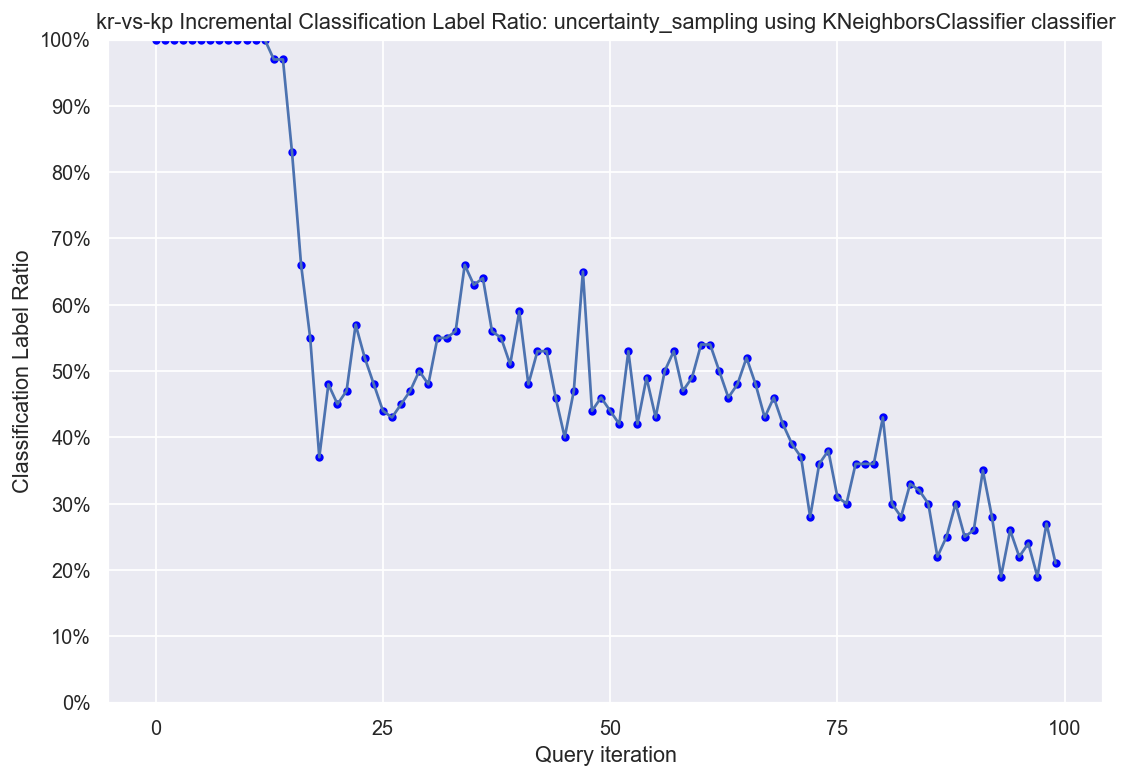 kr-vs-kp Incremental Classification Label Ratio: uncertainty_sampling using KNeighborsClassifier classifier
100%
90%
80%
70%
60%
50%
40%
30%
20%
10%
0%
Classification Label Ratio
0 25 50 75 100
Query iteration